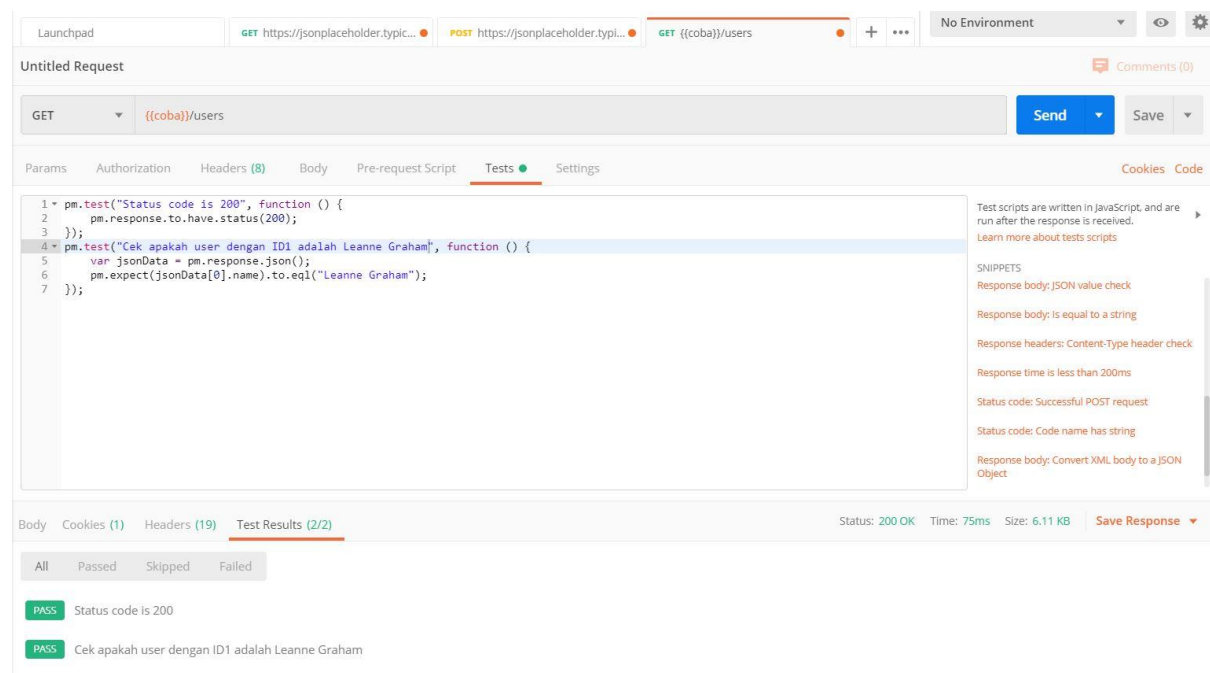 Launchpad
GET https://jsonplaceholder.typic...
POST https://jsonplaceholder.typi...
GET {{coba}}/users
+ •••
No Environment
Untitled Request
Comments (0)
GET {{coba}}/users
Send
Save
Params Authorization Headers (8) Body Pre-request Script Tests Settings
Cookies Code
1 pm.test("Status code is 200", function () {
2 pm.response.to.have.status(200);
3 });
4 pm.test("Cek apakah user dengan ID1 adalah Leanne Graham", function () {
5 var jsonData = pm.response.json();
6 pm.expect(jsonData[0].name).to.eql("Leanne Graham");
7 });
Test scripts are written in JavaScript, and are
run after the response is received.
Learn more about tests scripts
SNIPPETS
Response body: JSON value check
Response body: Is equal to a string
Response headers: Content-Type header check
Response time is less than 200ms
Status code: Successful POST request
Status code: Code name has string
Response body: Convert XML body to a JSON
Object
Body Cookies (1) Headers (19) Test Results (2/2)
Status: 200 OK Time: 75ms Size: 6.11 KB Save Response
All Passed Skipped Failed
PASS Status code is 200
PASS Cek apakah user dengan ID1 adalah Leanne Graham